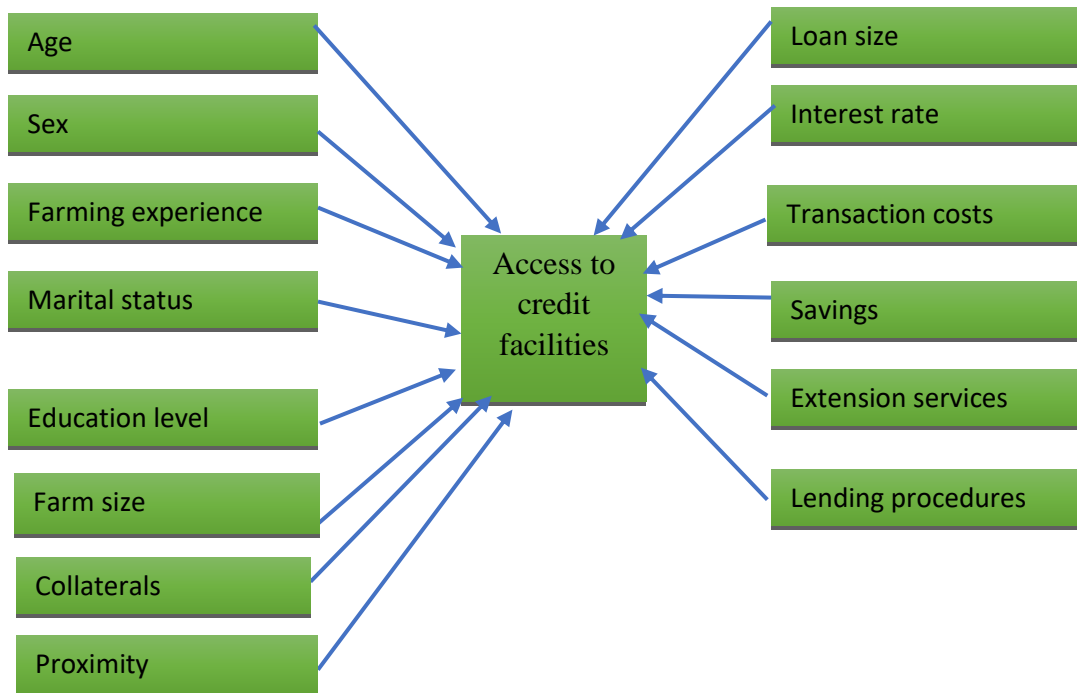 Age
Sex
Farming experience
Marital status
Education level
Farm size
Collaterals
Proximity
Access to
credit
facilities
Loan size
Interest rate
Transaction costs
Savings
Extension services
Lending procedures